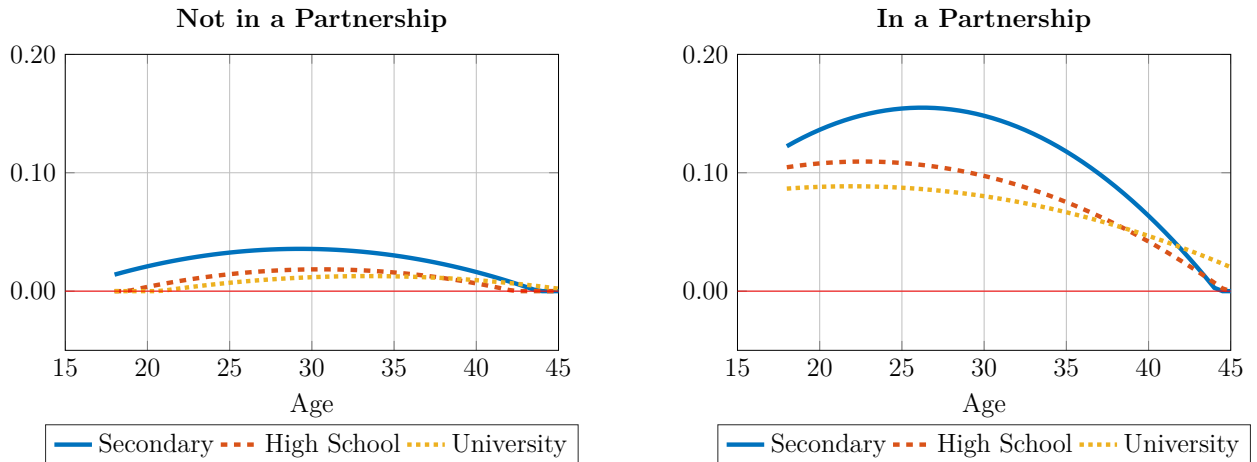 Not in a Partnership
0.20
0.10
0.00
15 20 25 30 35 40 45
Age
Secondary High School University
In a Partnership
0.20
0.10
0.00
15 20 25 30 35 40 45
Age
Secondary High School University